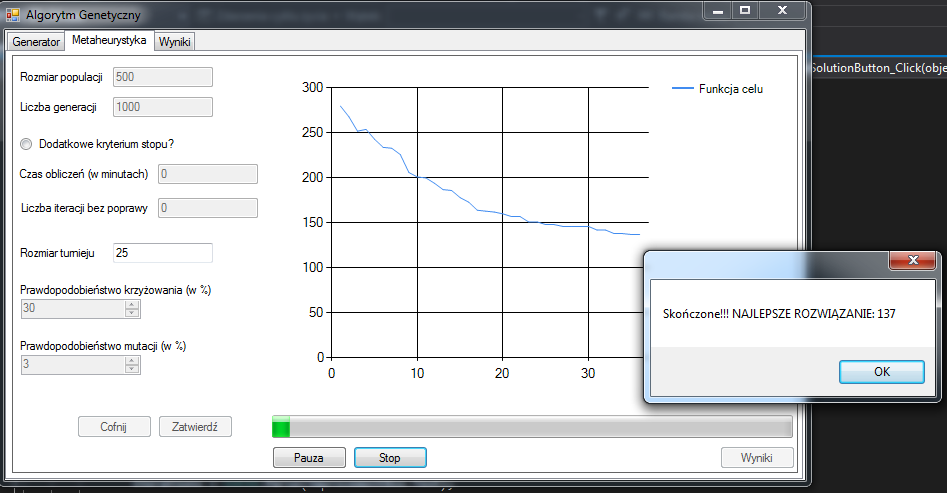 Algorytm Genetyczny
Generator
Metaheurystyka
Wyniki
SolutionButton_Click(obje
Rozmiar populacji 500
Liczba generacji 1000
Dodatkowe kryterium stopu?
Czas obliczeń (w minutach) 0
Liczba iteracji bez poprawy 0
Rozmiar turnieju 25
Prawdopodobieństwo krzyżowania (w %)
30
Prawdopodobieństwo mutacji (w %)
3
Cofnij
Zatwierdź
300
250
200
150
100
50
0
0 10 20 30
Funkcja celu
Skończone!!! NAJLEPSZE ROZWIĄZANIE: 137
OK
Pauza
Stop
Wyniki